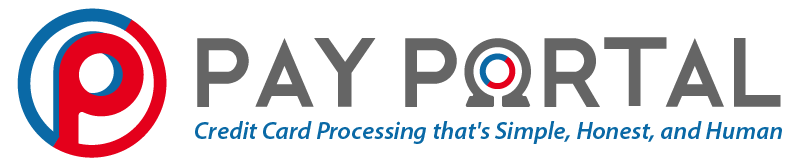 PAY PORTAL
Credit Card Processing that's Simple, Honest, and Human